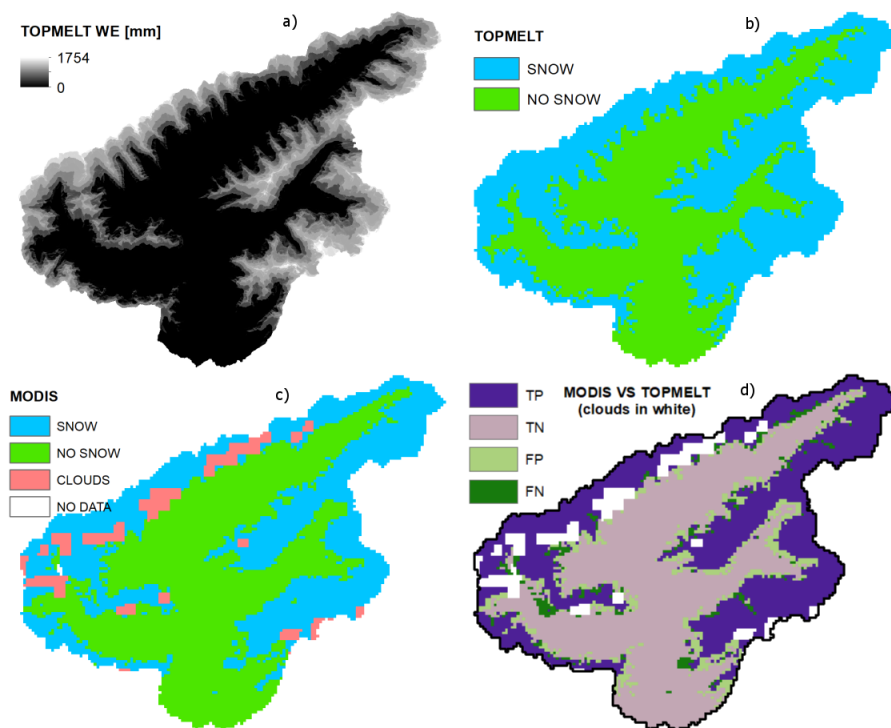 TOPMELT WE [mm]
1754
0
a)
TOPMELT
SNOW
NO SNOW
b)
MODIS
SNOW
NO SNOW
CLOUDS
NO DATA
c)
TP
TN
FP
FN
MODIS VS TOPMELT
(clouds in white)
d)